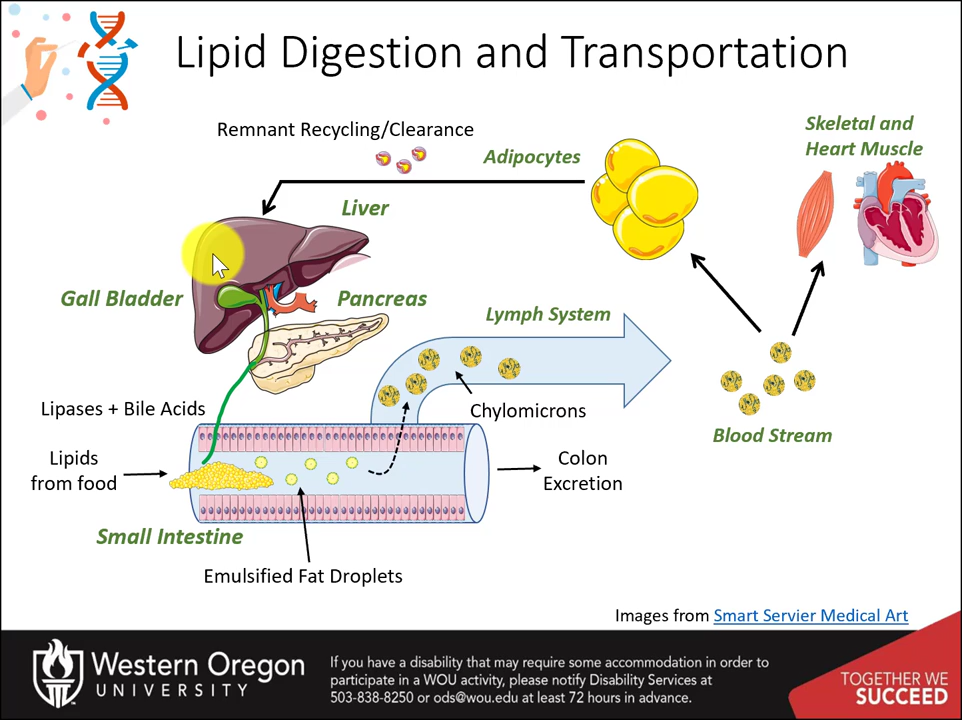 Lipid Digestion and Transportation
Remnant Recycling/Clearance
Adipocytes
Skeletal and
Heart Muscle
Liver
Gall Bladder
Pancreas
Lymph System
Lipases + Bile Acids
Chylomicrons
Blood Stream
Lipids
from food
Colon
Excretion
Small Intestine
Emulsified Fat Droplets
Images from Smart Servier Medical Art
Western Oregon
UNIVERSITY
If you have a disability that may require some accommodation in order to
participate in a WOU activity, please notify Disability Services at
503-838-8250 or ods@wou.edu at least 72 hours in advance.
TOGETHER WE
SUCCEED